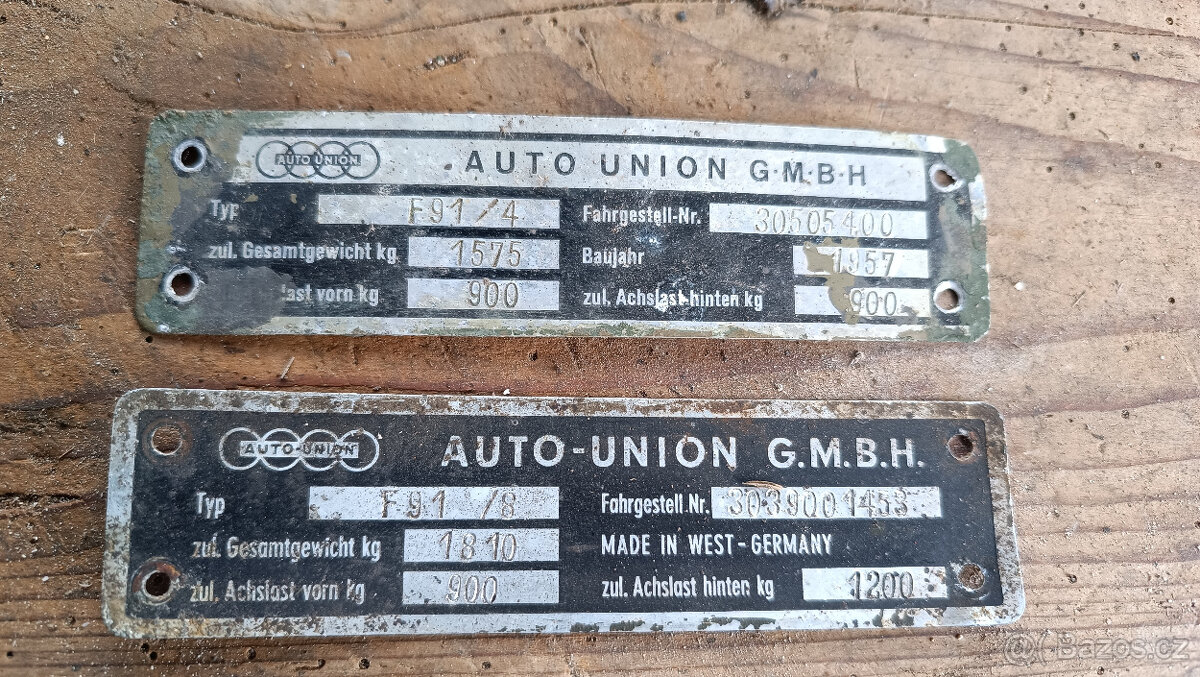 AUTO UNION AUTO UNION G·M·B·H
Typ F91/4 Fahrgestell-Nr. 30505400
zul. Gesamtgewicht kg 1575 Baujahr 1957
last vorn kg 900 zul. Achslast hinten kg 900
AUTO-UNION AUTO-UNION G.M.B.H.
Typ F91 /8 Fahrgestell Nr. 3039001453
zul. Gesamtgewicht kg 1810 MADE IN WEST-GERMANY
zul. Achslast vorn kg 900 zul. Achslast hinten kg 1200
Bazos.cz